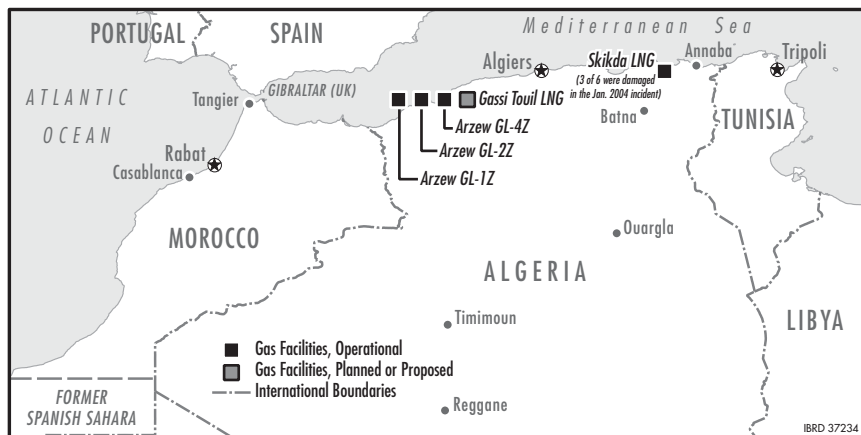 Mediterranean Sea
PORTUGAL
SPAIN
Algiers
Skikda LNG
(3 of 6 were damaged
in the Jan. 2004 incident)
Annaba
Tripoli
ATLANTIC
OCEAN
Tangier
GIBRALTAR (UK)
Gassi Touil LNG
Batna
TUNISIA
Arzew GL-4Z
Arzew GL-2Z
Arzew GL-1Z
Rabat
Casablanca
MOROCCO
Ouargla
ALGERIA
Timimoun
LIBYA
Gas Facilities, Operational
Gas Facilities, Planned or Proposed
International Boundaries
FORMER
SPANISH SAHARA
Reggane
IBRD 37234